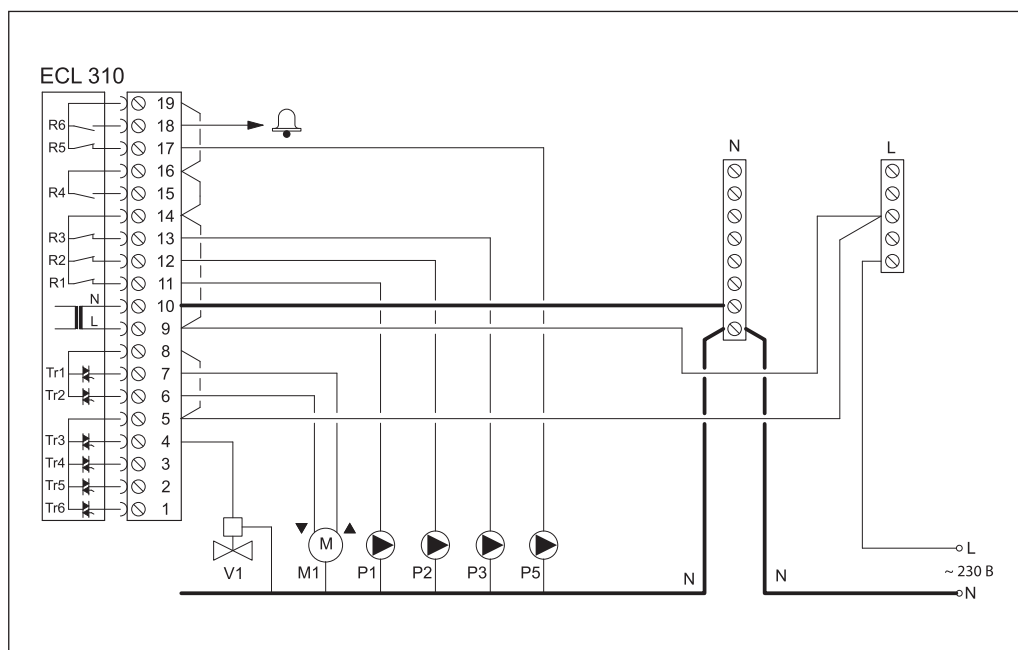 ECL 310
19
R6 18
R5 17
N L
16
R4 15
14
R3 13
R2 12
R1 11
N 10
L 9
8
Tr1 7
Tr2 6
5
Tr3 4
Tr4 3
Tr5 2
Tr6 1
M
V1 M1 P1 P2 P3 P5
N N
L
~ 230 В
N